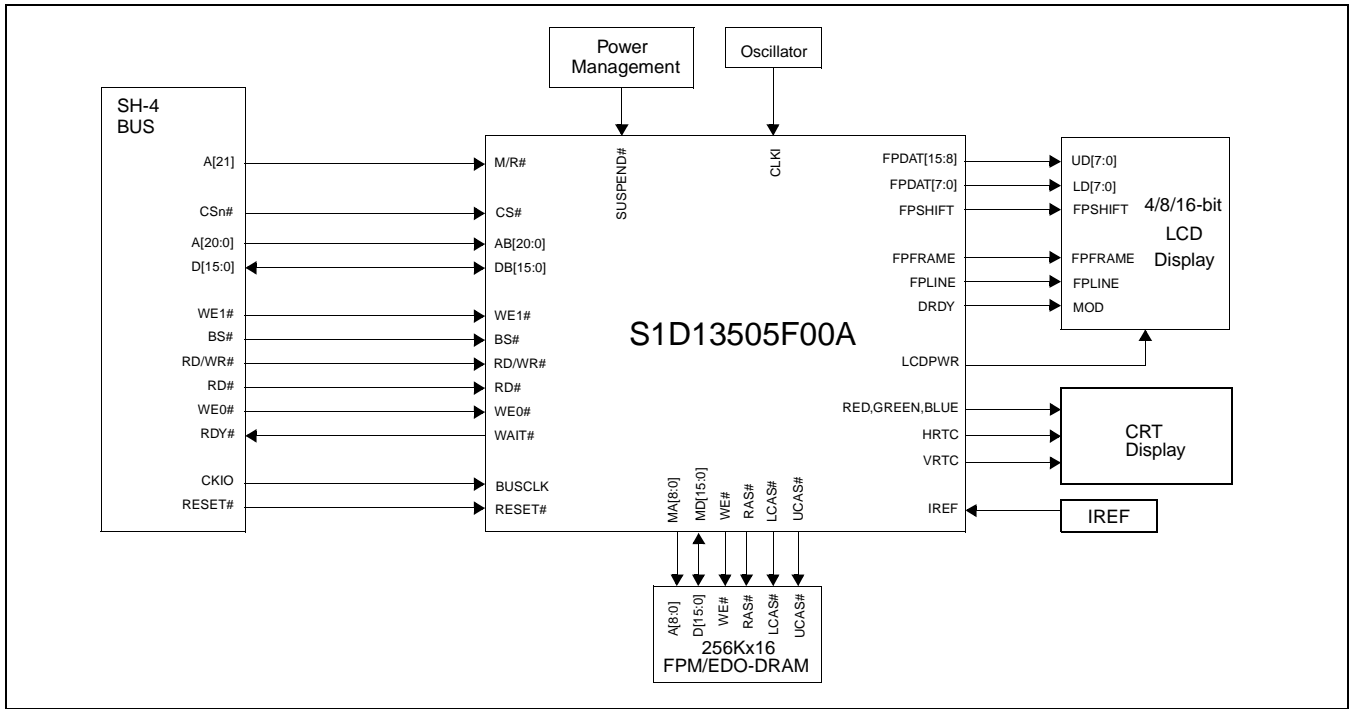 Power
Management
Oscillator
SH-4
BUS
A[21]
CSn#
A[20:0]
D[15:0]
WE1#
BS#
RD/WR#
RD#
WE0#
RDY#
CKIO
RESET#
M/R#
CS#
AB[20:0]
DB[15:0]
WE1#
BS#
RD/WR#
RD#
WE0#
WAIT#
BUSCLK
RESET#
SUSPEND#
CLKI
S1D13505F00A
FPDAT[15:8]
FPDAT[7:0]
FPSHIFT
FPFRAME
FPLINE
DRDY
LCDPWR
RED,GREEN,BLUE
HRTC
VRTC
IREF
UD[7:0]
LD[7:0]
FPSHIFT
FPFRAME
FPLINE
MOD
4/8/16-bit
LCD
Display
CRT
Display
IREF
MA[8:0]
MD[15:0]
WE#
RAS#
LCAS#
UCAS#
A[8:0]
D[15:0]
WE#
RAS#
LCAS#
UCAS#
256Kx16
FPM/EDO-DRAM